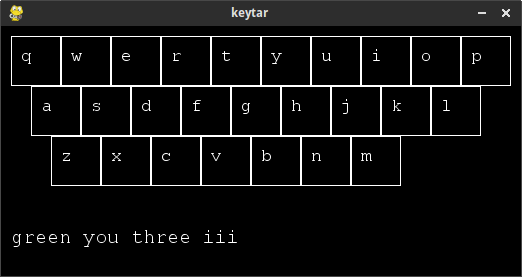 keytar
q w e r t y u i o p
a s d f g h j k l
z x c v b n m
green you three iii